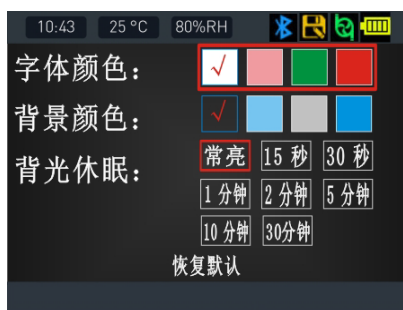 10:43 25 °C 80%RH
字体颜色：
背景颜色：
背光休眠： 常亮 15 秒 30 秒
1 分钟 2 分钟 5 分钟
10 分钟 30分钟
恢复默认